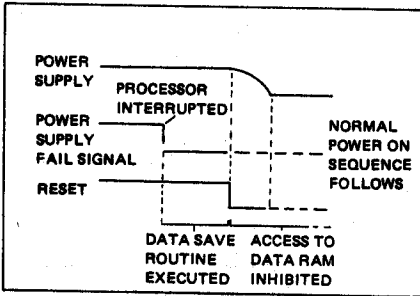 POWER
SUPPLY
PROCESSOR
INTERRUPTED
POWER
SUPPLY
FAIL SIGNAL
NORMAL
POWER ON
SEQUENCE
FOLLOWS
RESET
DATA SAVE
ROUTINE
EXECUTED
ACCESS TO
DATA RAM
INHIBITED